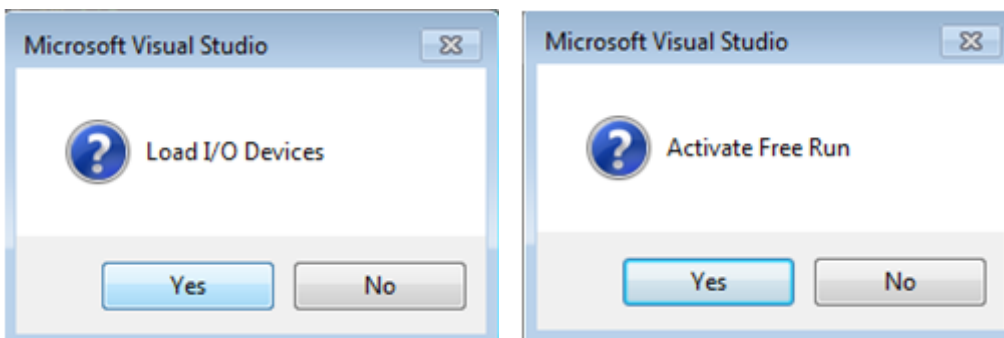 Microsoft Visual Studio
Load I/O Devices
Yes No
Microsoft Visual Studio
Activate Free Run
Yes No